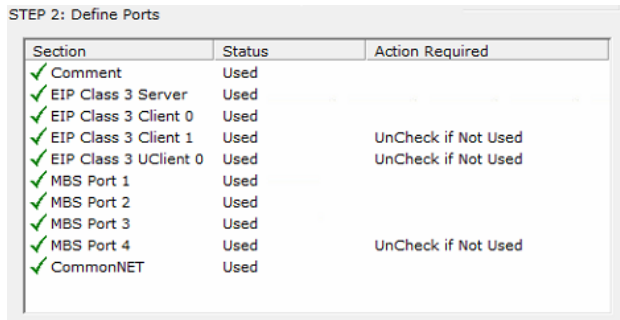 STEP 2: Define Ports
Section Status Action Required
Comment Used
EIP Class 3 Server Used
EIP Class 3 Client 0 Used
EIP Class 3 Client 1 Used UnCheck if Not Used
EIP Class 3 UClient 0 Used UnCheck if Not Used
MBS Port 1 Used
MBS Port 2 Used
MBS Port 3 Used
MBS Port 4 Used UnCheck if Not Used
CommonNET Used